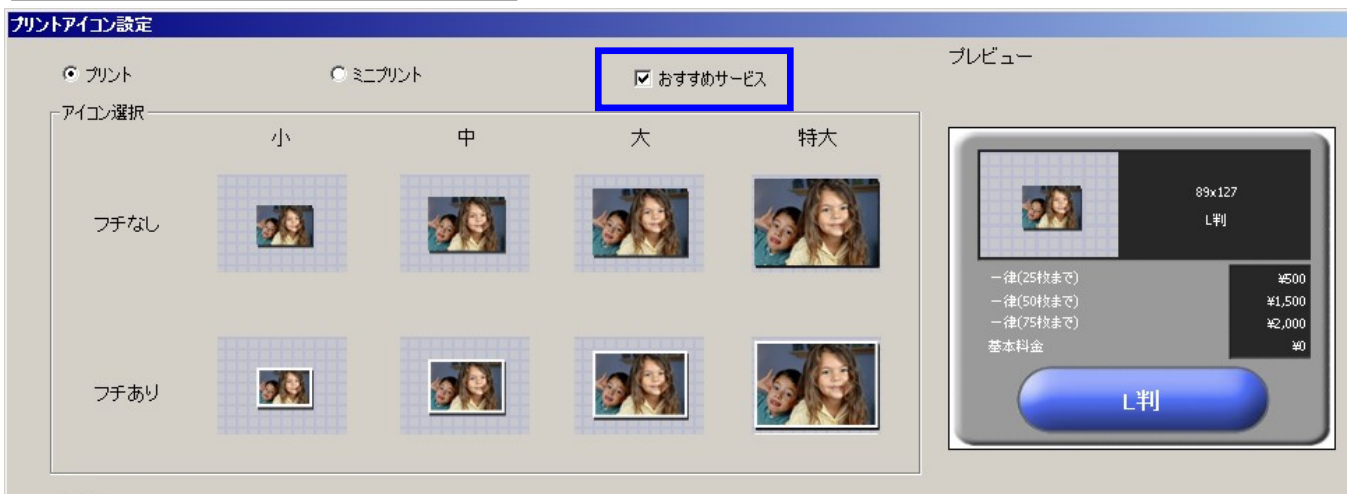 プリントアイコン設定
プリント
ミニプリント
おすすめサービス
プレビュー
アイコン選択
小 中 大 特大
フチなし
フチあり
89x127
L判
一律(25枚まで) ¥500
一律(50枚まで) ¥1,500
一律(75枚まで) ¥2,000
基本料金 ¥0
L判